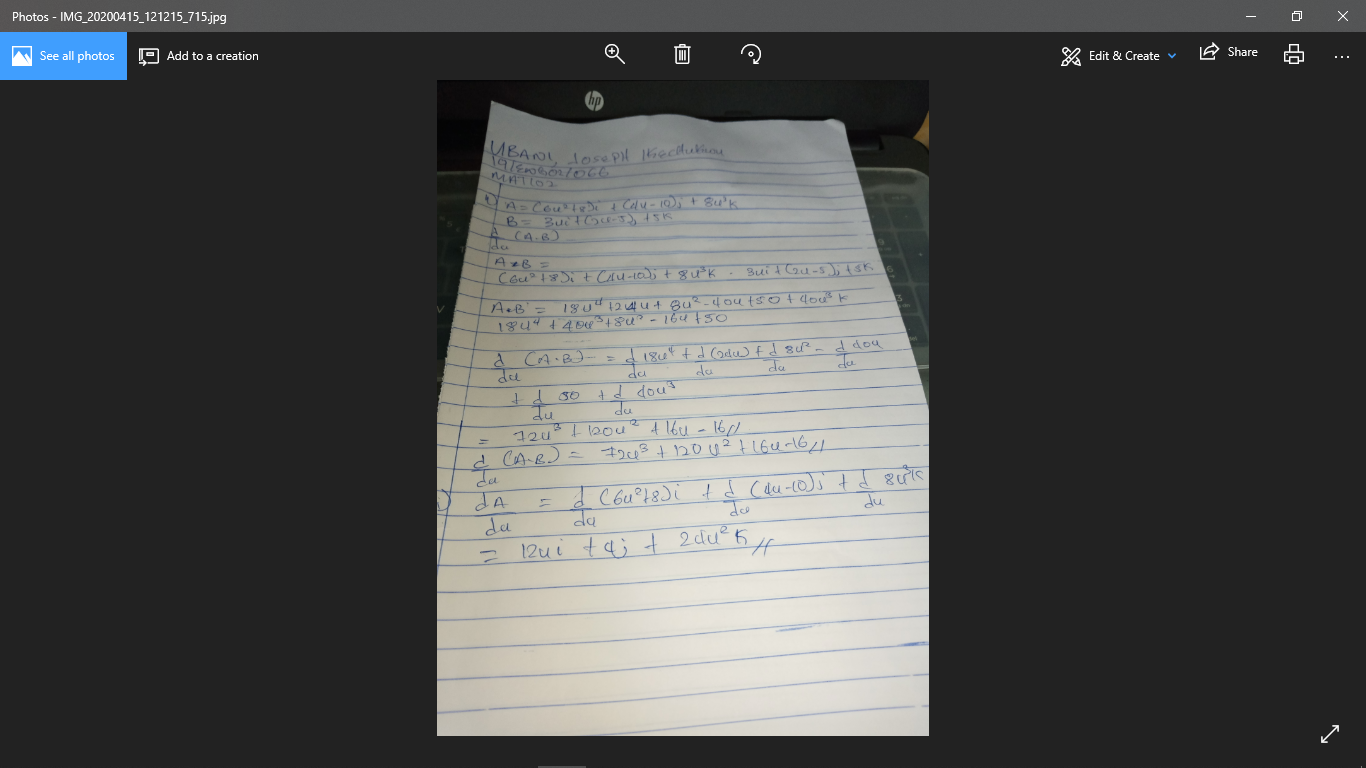 Photos - IMG_20200415_121215_715.jpg
See all photos
Add to a creation
Edit & Create
Share
hp
UBANI, Joseph
MAT102
A = (6u²+8)i + (4u-10)j + 8u³K
B = 3ui+(2u-5)j +5K
d/du (A.B)
A*B =
(6u²+8)i + (4u-10)j + 8u³K - 3ui+(2u-5)j +5K
A.B = 18u⁴+24u+ 8u²-40u+50 + 40u³ K
18u⁴ + 40u³+8u² - 16u+50
d/du (A.B) = d/du 18u⁴ + d/du (24u) + d/du 8u² - d/du 40u
+ d/du 50 + d/du 40u³
= 72u³ + 120u² + 16u - 16//
d/du (A.B) = 72u³ + 120u² + 16u-16//
dA/du = d/du (6u²+8)i + d/du (4u-10)j + d/du 8u³K
= 12ui + 4j + 24u²K//